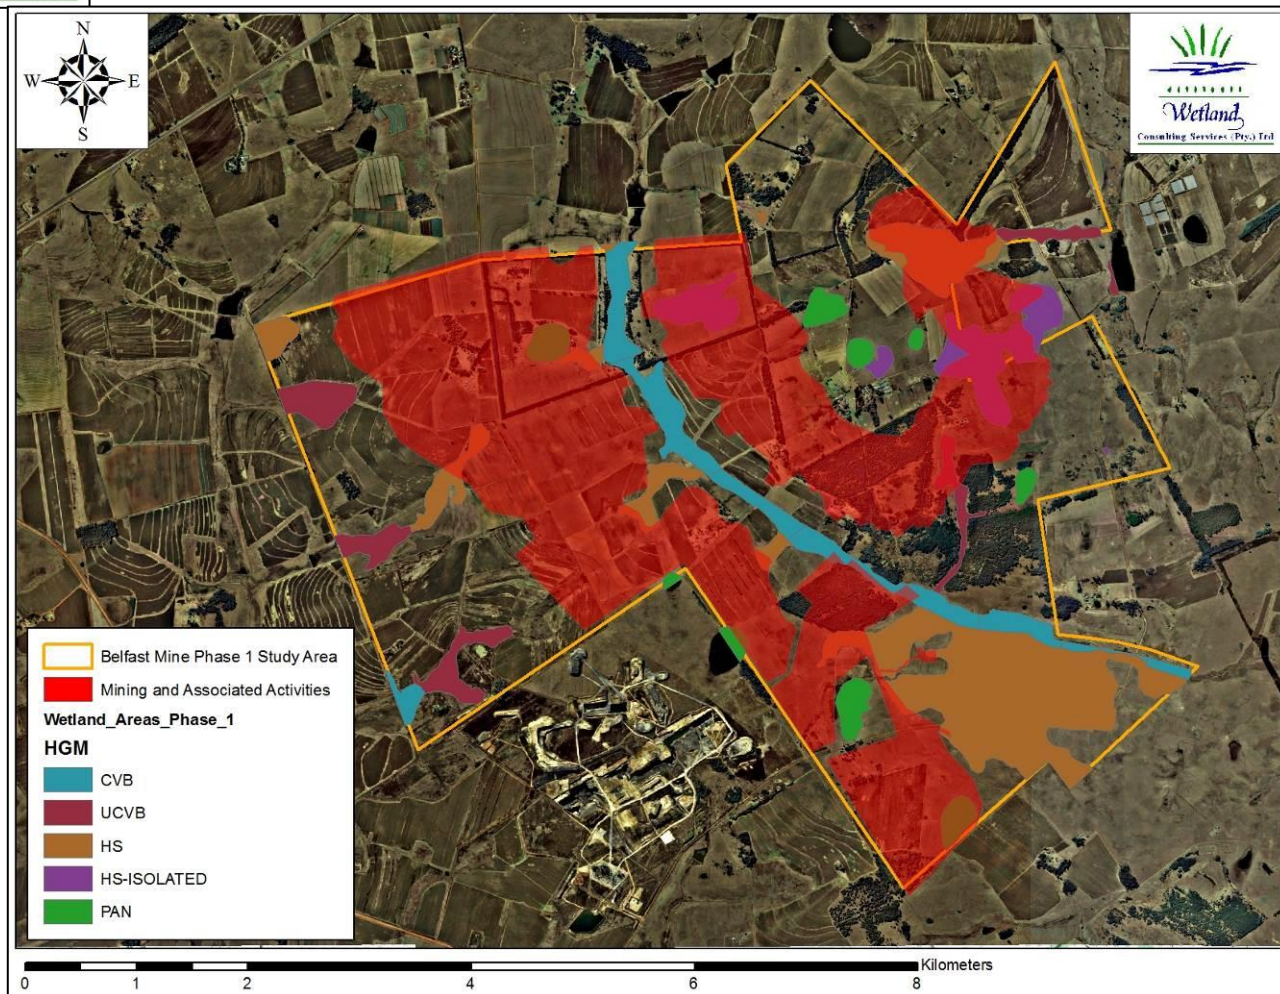 N
W
E
S
Wetland
Consulting Services (Pty.) Ltd
Belfast Mine Phase 1 Study Area
Mining and Associated Activities
Wetland_Areas_Phase_1
HGM
CVB
UCVB
HS
HS-ISOLATED
PAN
Kilometers
0 1 2 4 6 8